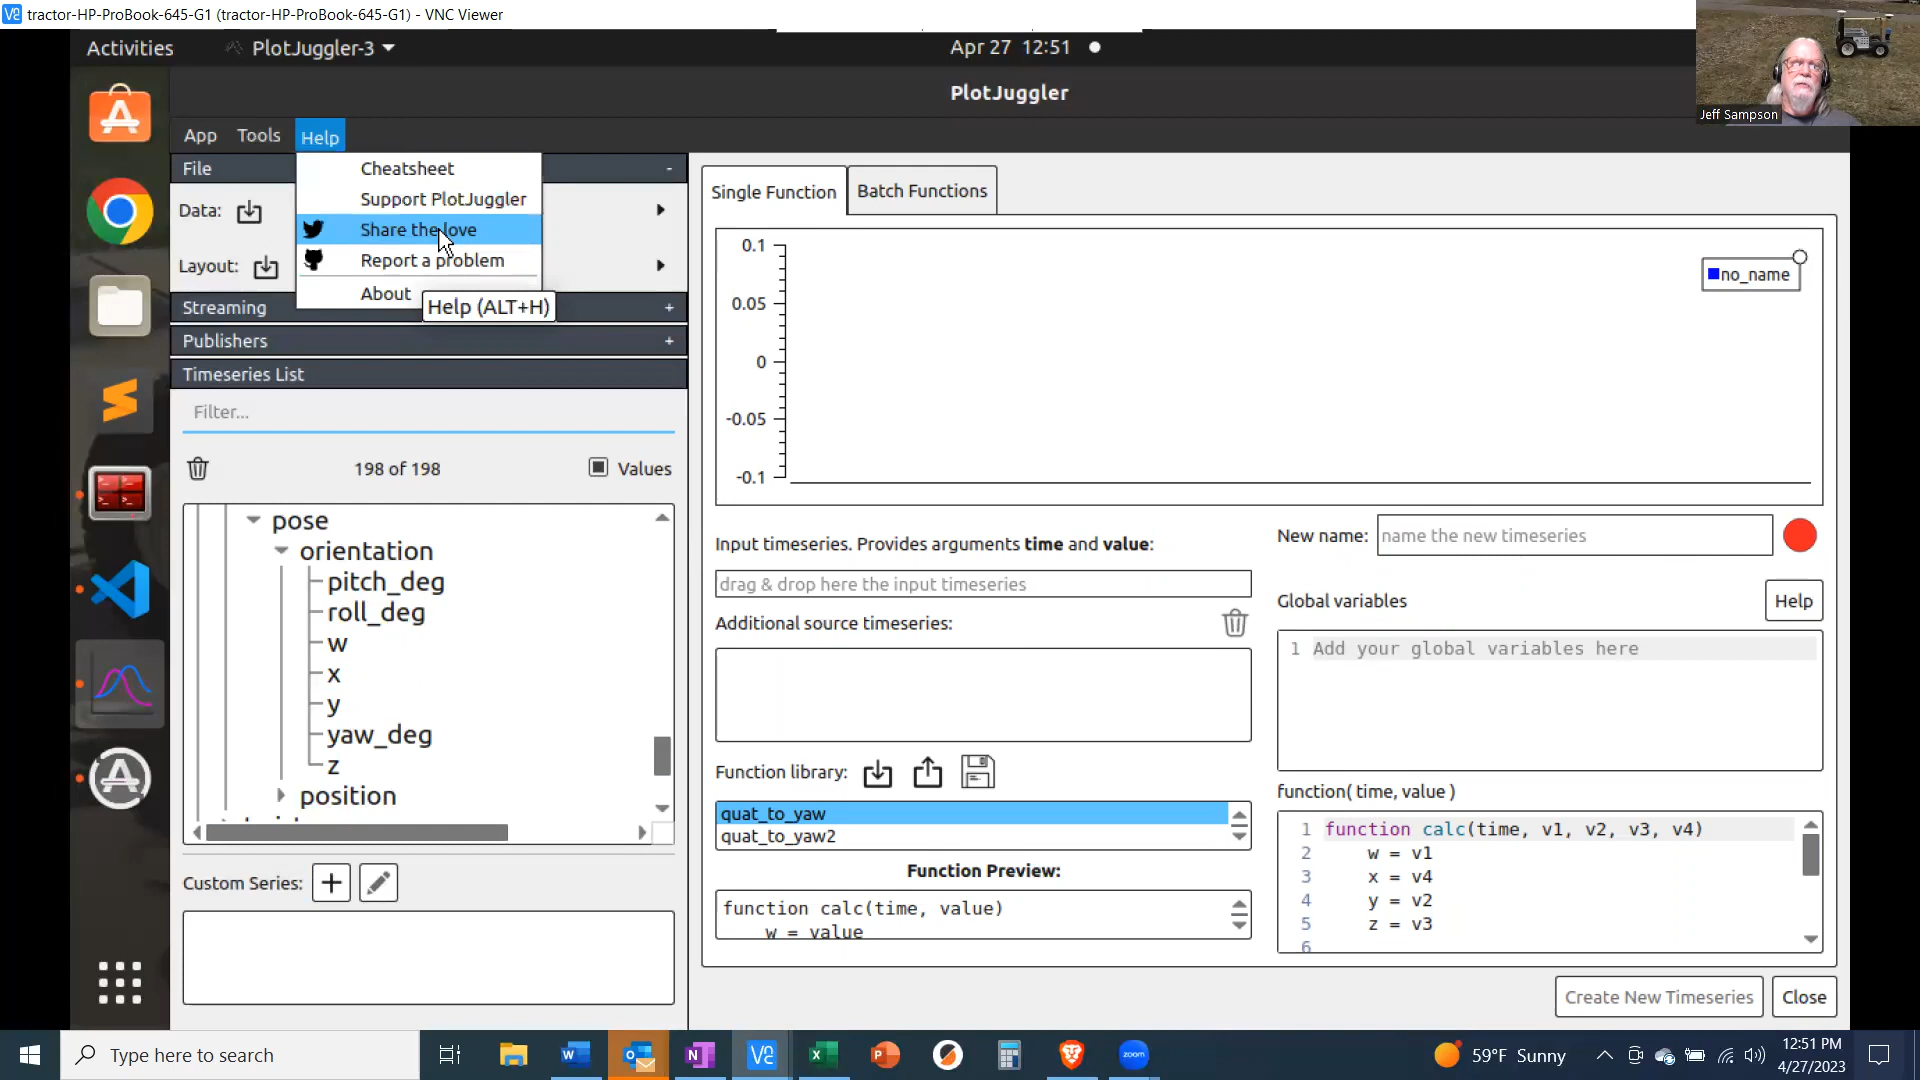 tractor-HP-ProBook-645-G1 (tractor-HP-ProBook-645-G1) - VNC Viewer
Activities
PlotJuggler-3
Apr 27 12:51
PlotJuggler
Jeff Sampson
App Tools Help
File -
Cheatsheet
Support PlotJuggler
Share the love
Report a problem
About
Help (ALT+H)
Data:
Layout:
Streaming +
Publishers +
Timeseries List
Filter...
198 of 198
Values
pose
orientation
pitch_deg
roll_deg
w
x
y
yaw_deg
z
position
Custom Series:
Single Function
Batch Functions
0.1
0.05
0
-0.05
-0.1
no_name
Input timeseries. Provides arguments time and value:
drag & drop here the input timeseries
Additional source timeseries:
Function library:
quat_to_yaw
quat_to_yaw2
Function Preview:
function calc(time, value)
w = value
New name: name the new timeseries
Global variables
Help
1 Add your global variables here
function( time, value )
1 function calc(time, v1, v2, v3, v4)
2 w = v1
3 x = v4
4 y = v2
5 z = v3
6
Create New Timeseries
Close
Type here to search
zoom
59°F Sunny
12:51 PM
4/27/2023